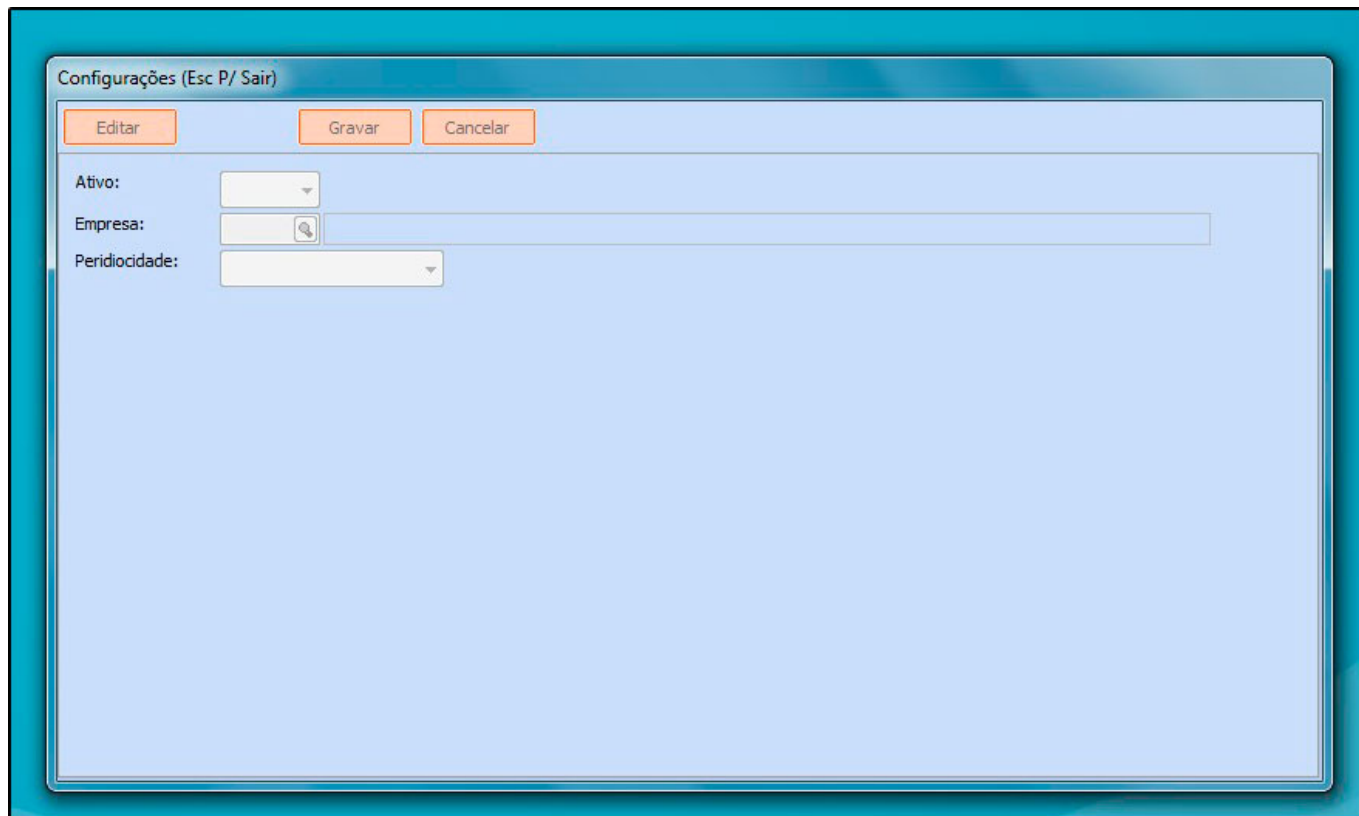 Configurações (Esc P/ Sair)
Editar Gravar Cancelar
Ativo:
Empresa:
Peridiocidade: